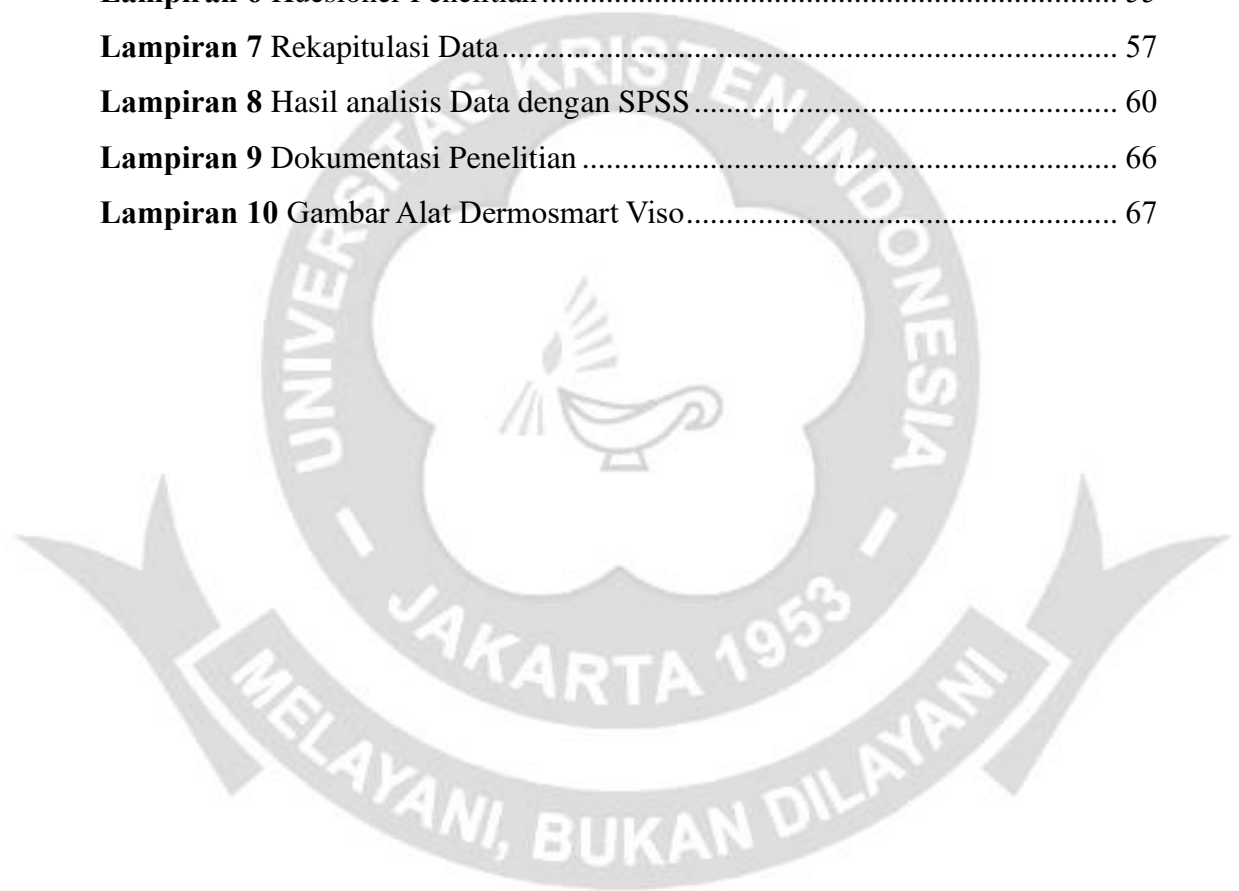 Lampiran 7 Rekapitulasi Data........................................................ 57
Lampiran 8 Hasil analisis Data dengan SPSS........................................................ 60
Lampiran 9 Dokumentasi Penelitian........................................................ 66
Lampiran 10 Gambar Alat Dermosmart Viso........................................................ 67
UNIVERSITAS KRISTEN INDONESIA
JAKARTA 1953
MELAYANI, BUKAN DILAYANI